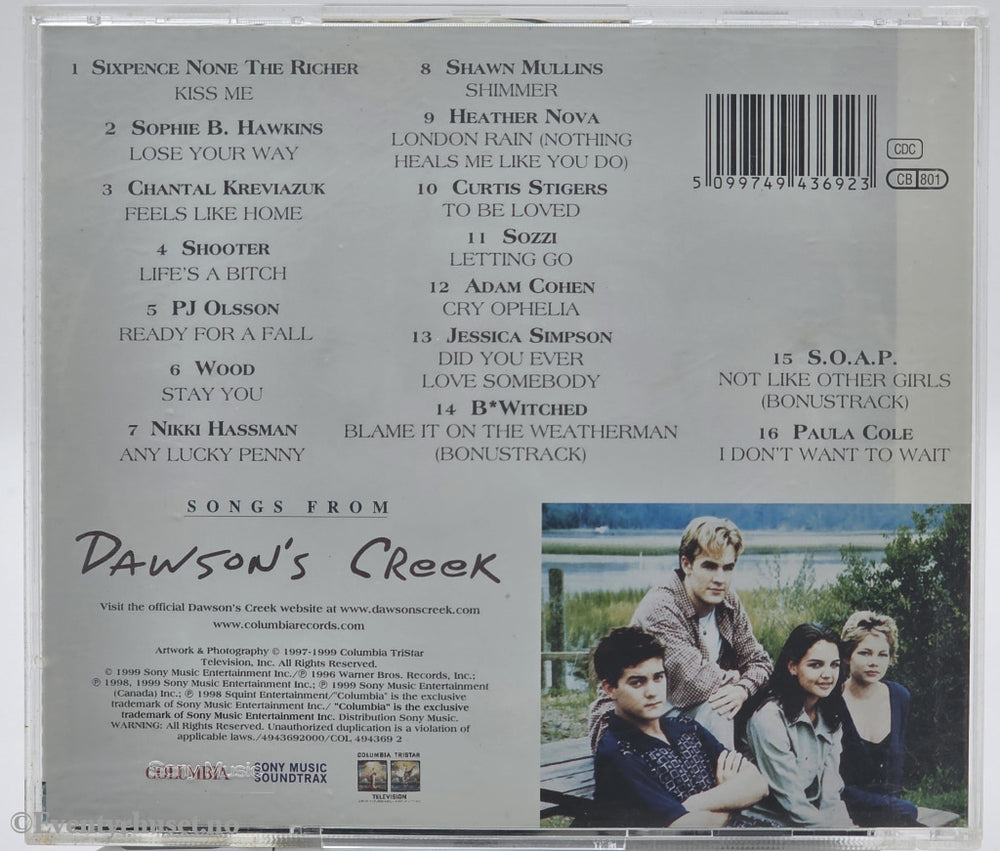 1 SIXPENCE NONE THE RICHER
KISS ME
2 SOPHIE B. HAWKINS
LOSE YOUR WAY
3 CHANTAL KREVIAZUK
FEELS LIKE HOME
4 SHOOTER
LIFE'S A BITCH
5 PJ OLSSON
READY FOR A FALL
6 WOOD
STAY YOU
7 NIKKI HASSMAN
ANY LUCKY PENNY
8 SHAWN MULLINS
SHIMMER
9 HEATHER NOVA
LONDON RAIN (NOTHING
HEALS ME LIKE YOU DO)
10 CURTIS STIGERS
TO BE LOVED
11 SOZZI
LETTING GO
12 ADAM COHEN
CRY OPHELIA
13 JESSICA SIMPSON
DID YOU EVER
LOVE SOMEBODY
14 B*WITCHED
BLAME IT ON THE WEATHERMAN
(BONUSTRACK)
15 S.O.A.P.
NOT LIKE OTHER GIRLS
(BONUSTRACK)
16 PAULA COLE
I DON'T WANT TO WAIT
5 099749 436923
CDC
CB 801
SONGS FROM
DAWSON'S CREEK
Visit the official Dawson's Creek website at www.dawsonscreek.com
www.columbiarecords.com
Artwork & Photography © 1997-1999 Columbia TriStar
Television, Inc. All Rights Reserved.
© 1999 Sony Music Entertainment Inc./℗ 1996 Warner Bros. Records, Inc.;
℗ 1998, 1999 Sony Music Entertainment Inc.; ℗ 1999 Sony Music Entertainment
(Canada) Inc.; ℗ 1998 Squint Entertainment/"Columbia" is the exclusive
trademark of Sony Music Entertainment Inc./ "Columbia" is the exclusive
trademark of Sony Music Entertainment Inc. Distribution Sony Music.
WARNING: All Rights Reserved. Unauthorized duplication is a violation of
applicable laws./4943692000/COL 494369 2
COLUMBIA
Sony Music
SONY MUSIC
SOUNDTRAX
COLUMBIA TRISTAR
TELEVISION
© Eventyrhuset.no